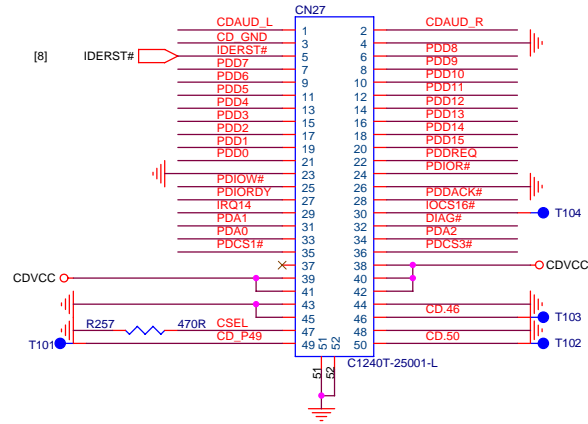 CN27
CDAUD_L 1 2 CDAUD_R
CD_GND 3 4
[8] IDERST# IDERST# 5 6 PDD8
PDD7 7 8 PDD9
PDD6 9 10 PDD10
PDD5 11 12 PDD11
PDD4 13 14 PDD12
PDD3 15 16 PDD13
PDD2 17 18 PDD14
PDD1 19 20 PDD15
PDD0 21 22 PDDREQ
23 24 PDIOR#
PDIOW# 25 26
PDIORDY 27 28 PDDACK#
IRQ14 29 30 IOCS16# T104
PDA1 31 32 DIAG#
PDA0 33 34 PDA2
PDCS1# 35 36 PDCS3#
37 38 CDVCC
CDVCC 39 40
41 42
43 44
45 46 CD.46 T103
R257 470R CSEL 47 48
T101 CD_P49 49 50 CD.50 T102
51 52
C1240T-25001-L
51 52